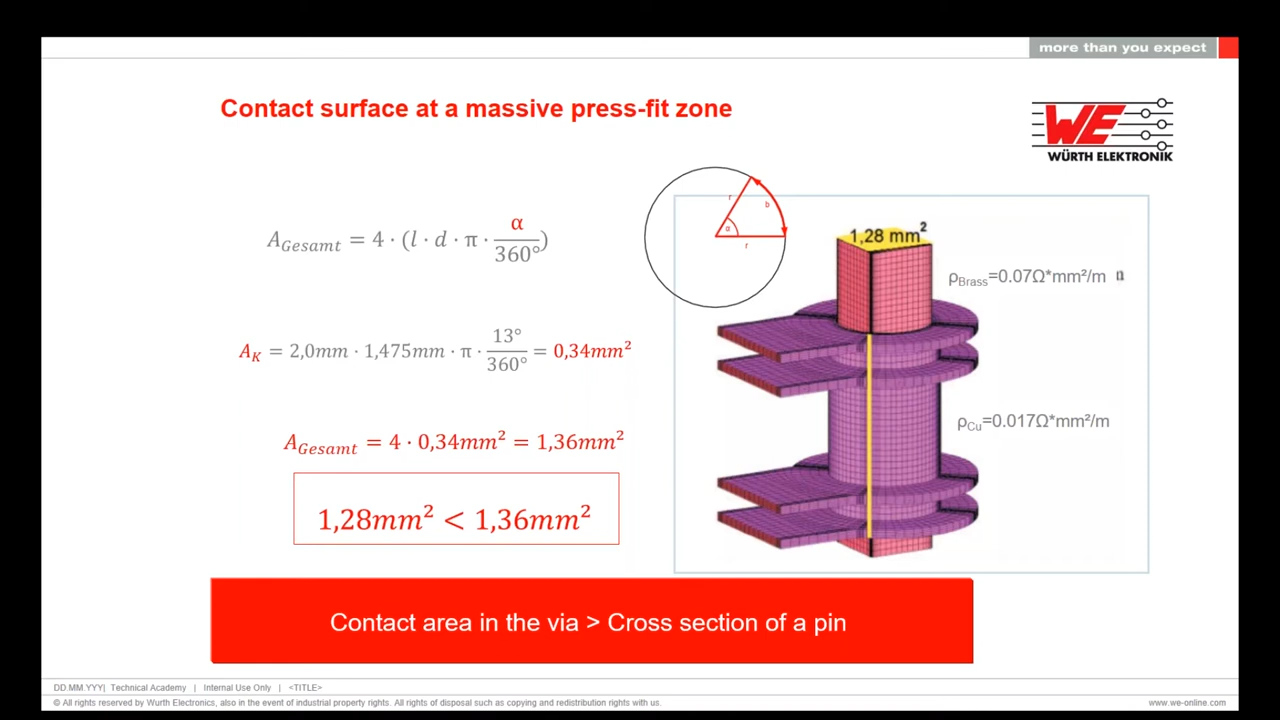 more than you expect
Contact surface at a massive press-fit zone
WE
WÜRTH ELEKTRONIK
A_Gesamt = 4 · (l · d · π · α/360°)
r
b
α
r
1,28 mm²
ρBrass=0.07Ω*mm²/m
A_K = 2,0mm · 1,475mm · π · 13°/360° = 0,34mm²
ρCu=0.017Ω*mm²/m
A_Gesamt = 4 · 0,34mm² = 1,36mm²
1,28mm² < 1,36mm²
Contact area in the via > Cross section of a pin
DD.MM.YYY| Technical Academy | Internal Use Only | <TITLE>
© All rights reserved by Wurth Electronics, also in the event of industrial property rights. All rights of disposal such as copying and redistribution rights with us.
www.we-online.com